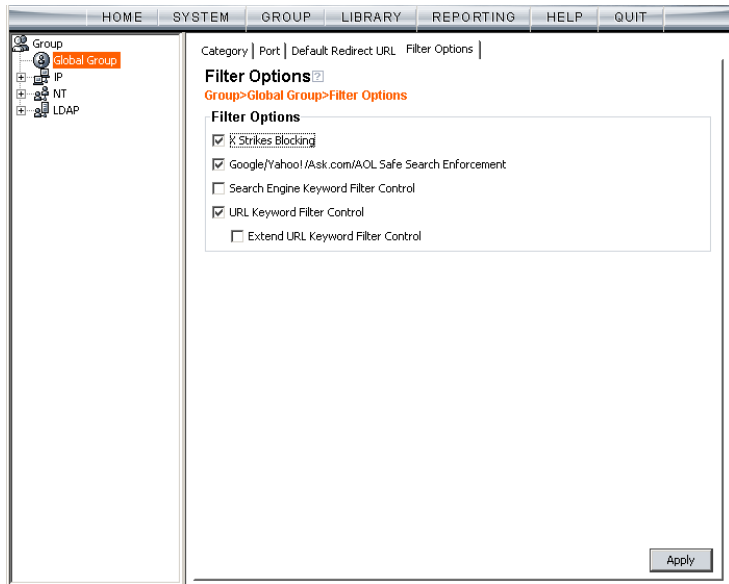 HOME SYSTEM GROUP LIBRARY REPORTING HELP QUIT
Group
Global Group
IP
NT
LDAP
Category Port Default Redirect URL Filter Options
Filter Options ?
Group>Global Group>Filter Options
Filter Options
X Strikes Blocking
Google/Yahoo!/Ask.com/AOL Safe Search Enforcement
Search Engine Keyword Filter Control
URL Keyword Filter Control
Extend URL Keyword Filter Control
Apply